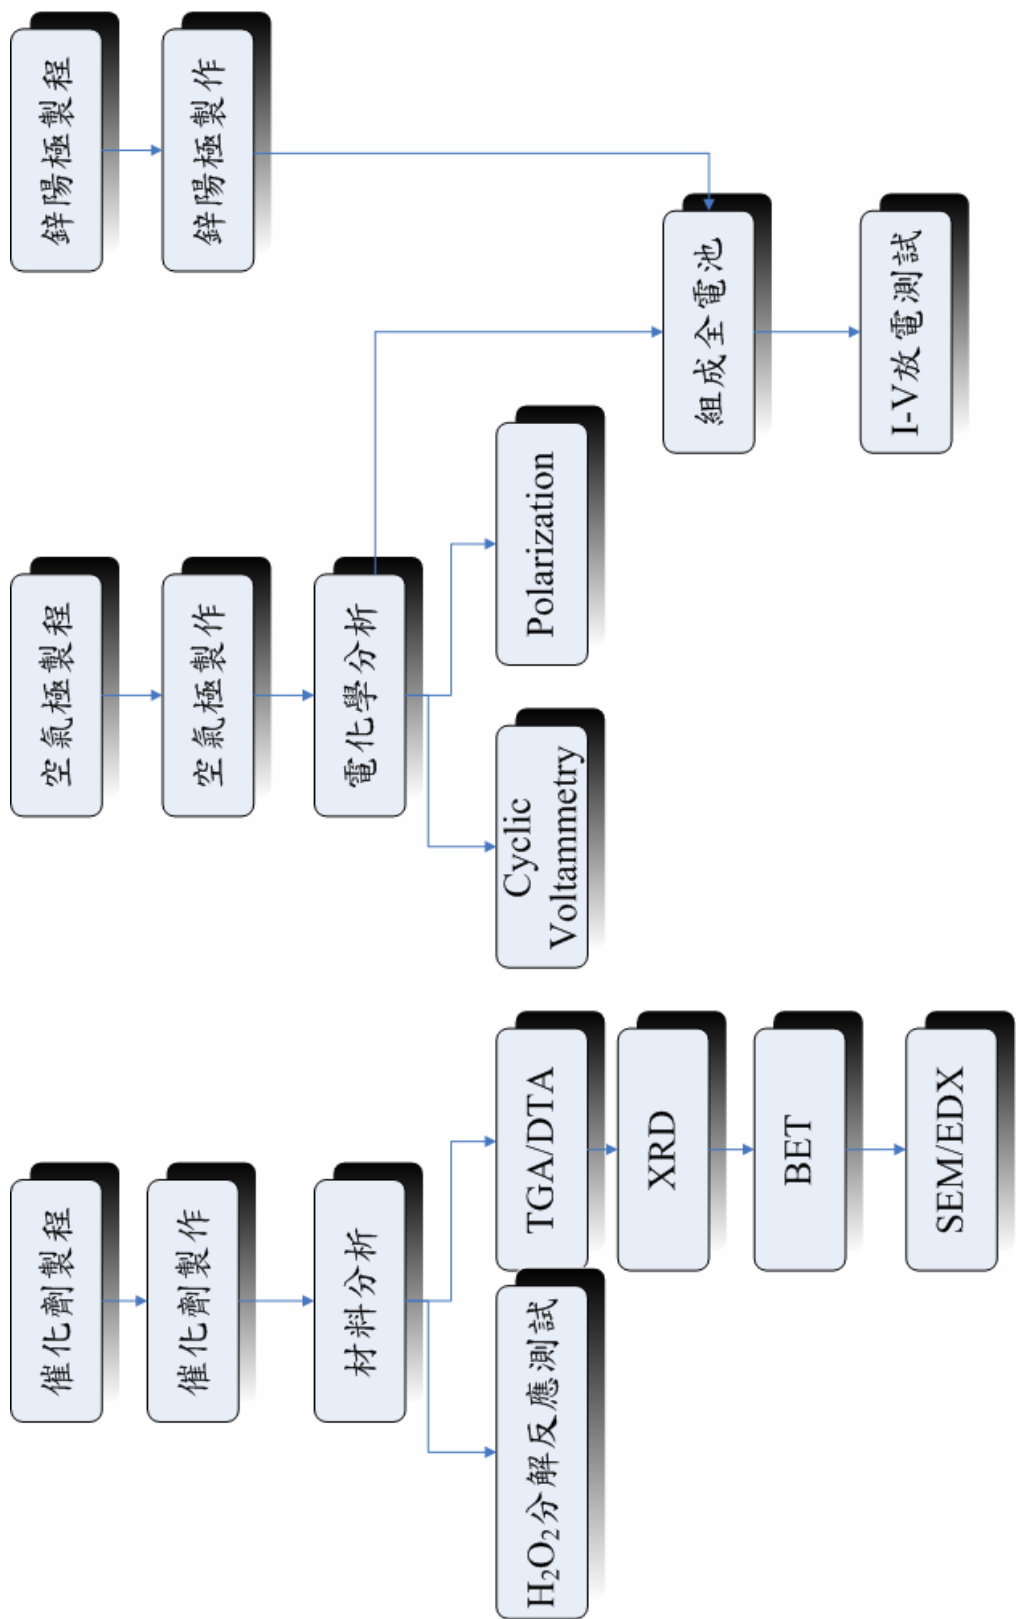 催化劑製程
催化劑製作
材料分析
H₂O₂分解反應測試
TGA/DTA
XRD
BET
SEM/EDX
空氣極製程
空氣極製作
電化學分析
Cyclic
Voltammetry
Polarization
鋅陽極製程
鋅陽極製作
組成全電池
I-V放電測試